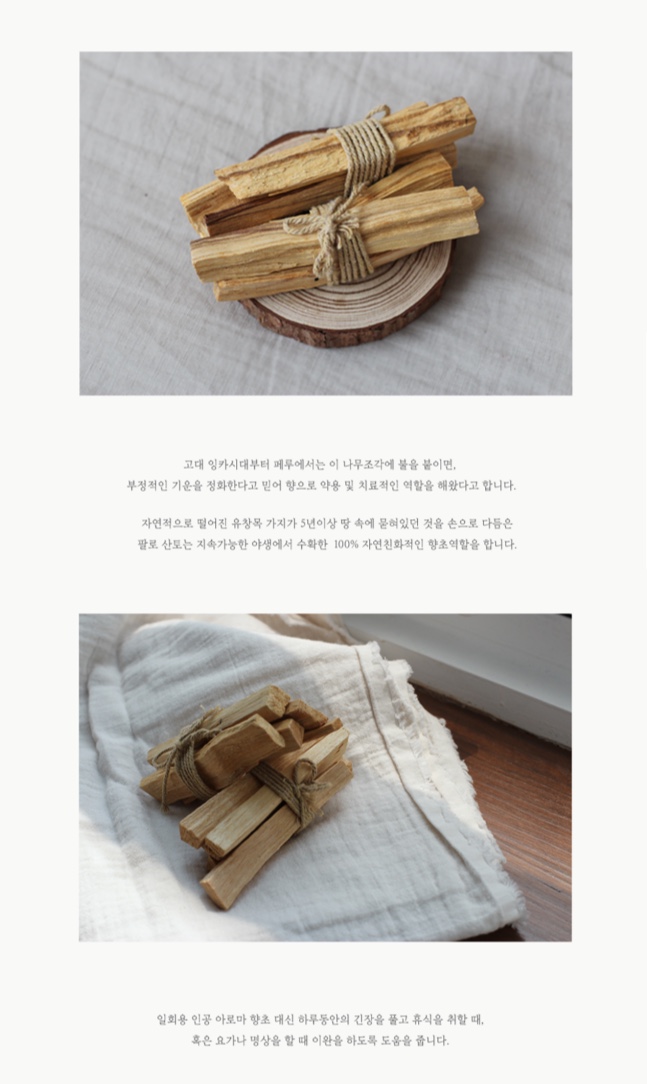 고대 잉카시대부터 페루에서는 이 나무조각에 불을 붙이면,
부정적인 기운을 정화한다고 믿어 향으로 약용 및 치료적인 역할을 해왔다고 합니다.
자연적으로 떨어진 유창목 가지가 5년이상 땅 속에 묻혀있던 것을 손으로 다듬은
팔로 산토는 지속가능한 야생에서 수확한 100% 자연친화적인 향초역할을 합니다.
일회용 인공 아로마 향초 대신 하루동안의 긴장을 풀고 휴식을 취할 때,
혹은 요가나 명상을 할 때 이완을 하도록 도움을 줍니다.